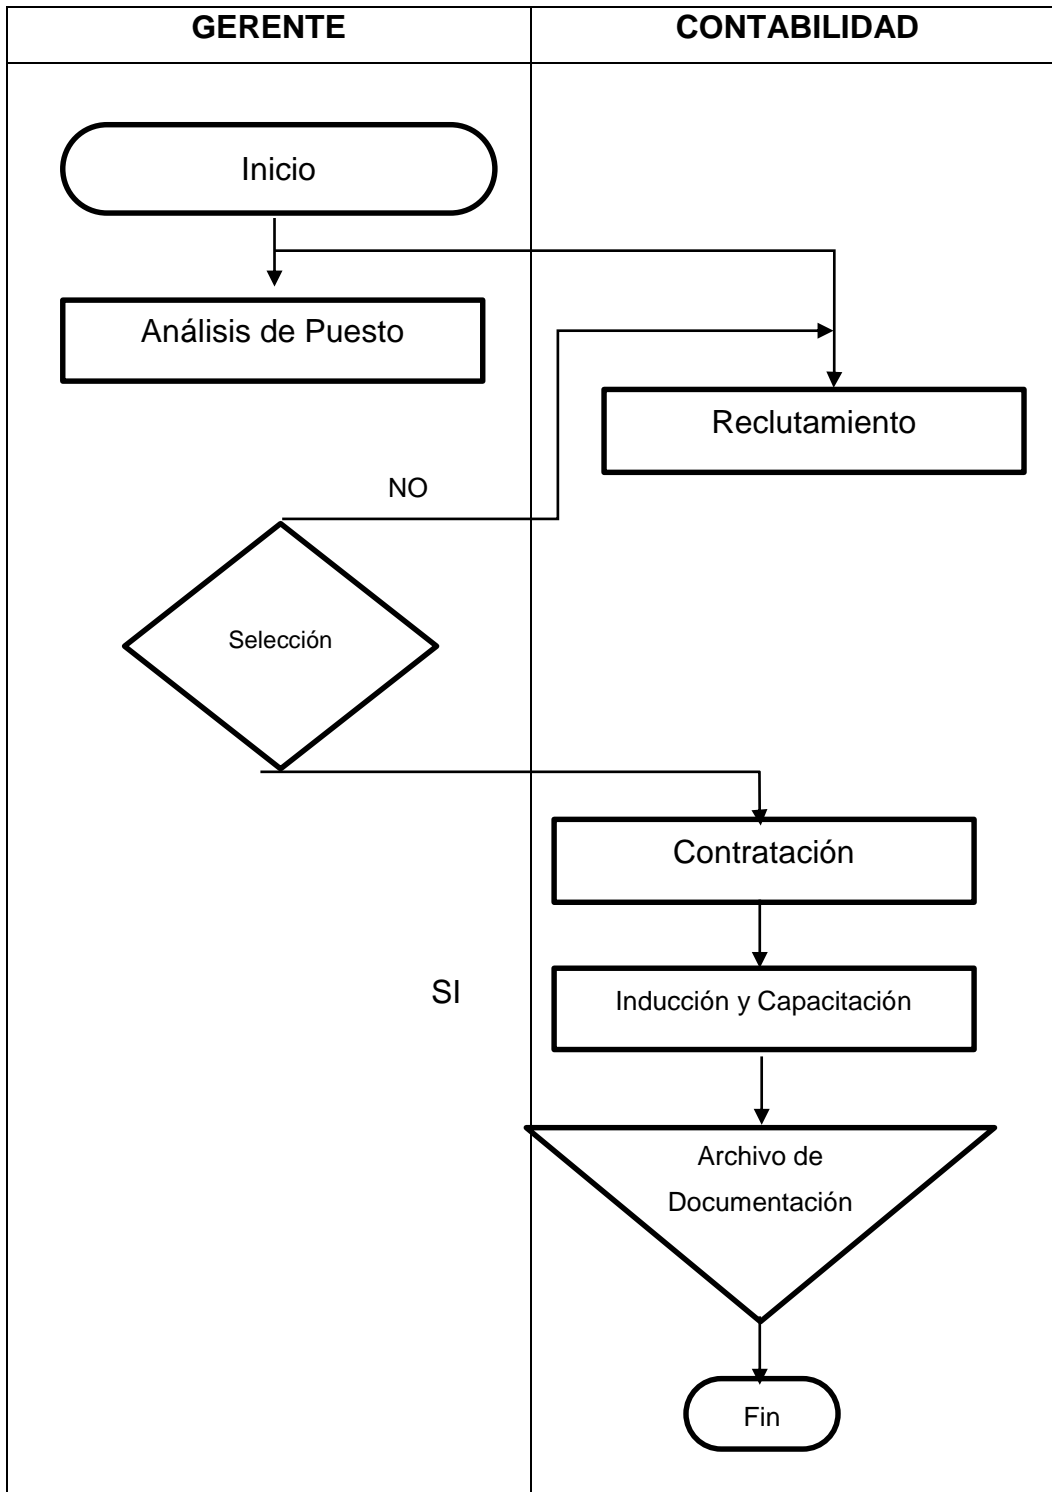 GERENTE
CONTABILIDAD
Inicio
Análisis de Puesto
Reclutamiento
NO
Selección
Contratación
SI
Inducción y Capacitación
Archivo de
Documentación
Fin